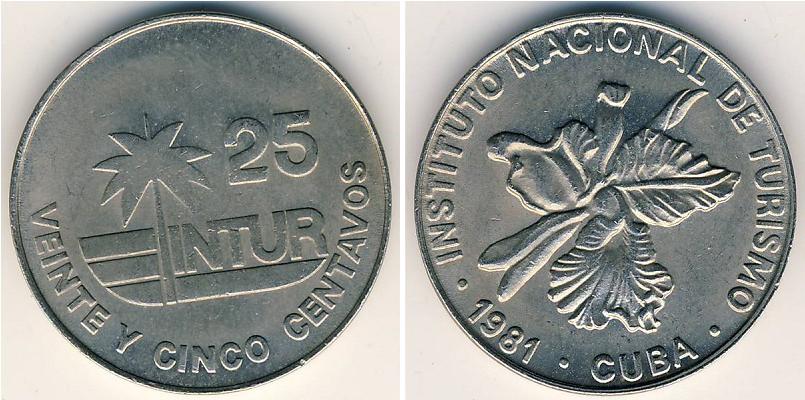 25
INTUR
VEINTE Y CINCO CENTAVOS
INSTITUTO NACIONAL DE TURISMO
· 1981 · CUBA ·